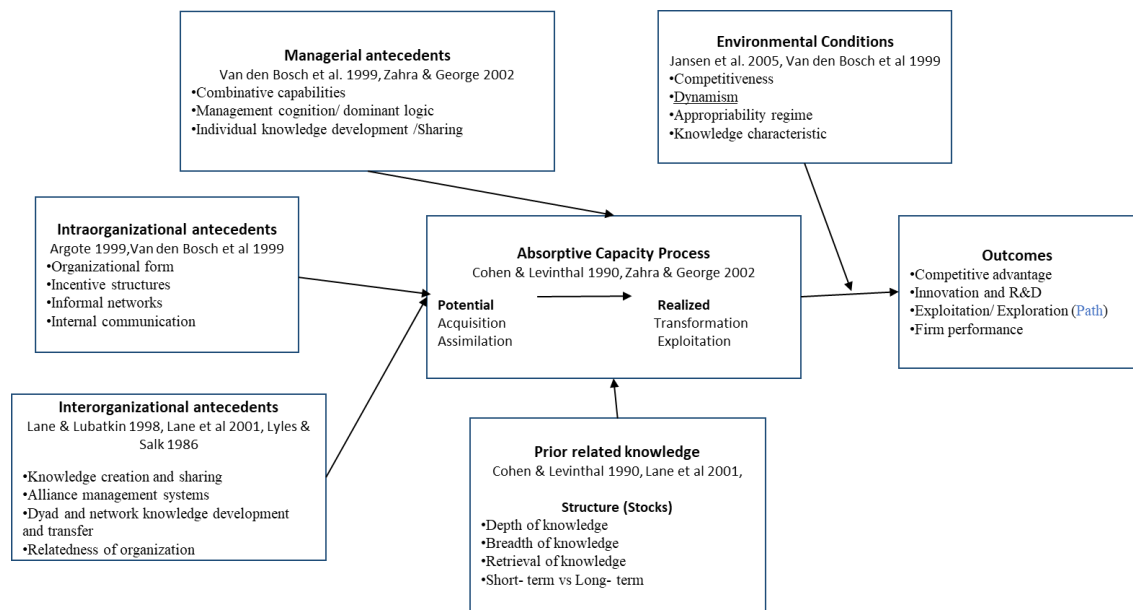 Managerial antecedents
Van den Bosch et al. 1999, Zahra & George 2002
•Combinative capabilities
•Management cognition/ dominant logic
•Individual knowledge development /Sharing
Environmental Conditions
Jansen et al. 2005, Van den Bosch et al 1999
•Competitiveness
•Dynamism
•Appropriability regime
•Knowledge characteristic
Intraorganizational antecedents
Argote 1999,Van den Bosch et al 1999
•Organizational form
•Incentive structures
•Informal networks
•Internal communication
Absorptive Capacity Process
Cohen & Levinthal 1990, Zahra & George 2002
Potential
Acquisition
Assimilation
Realized
Transformation
Exploitation
Outcomes
•Competitive advantage
•Innovation and R&D
•Exploitation/ Exploration (Path)
•Firm performance
Interorganizational antecedents
Lane & Lubatkin 1998, Lane et al 2001, Lyles &
Salk 1986
•Knowledge creation and sharing
•Alliance management systems
•Dyad and network knowledge development
and transfer
•Relatedness of organization
Prior related knowledge
Cohen & Levinthal 1990, Lane et al 2001,
Structure (Stocks)
•Depth of knowledge
•Breadth of knowledge
•Retrieval of knowledge
•Short- term vs Long- term